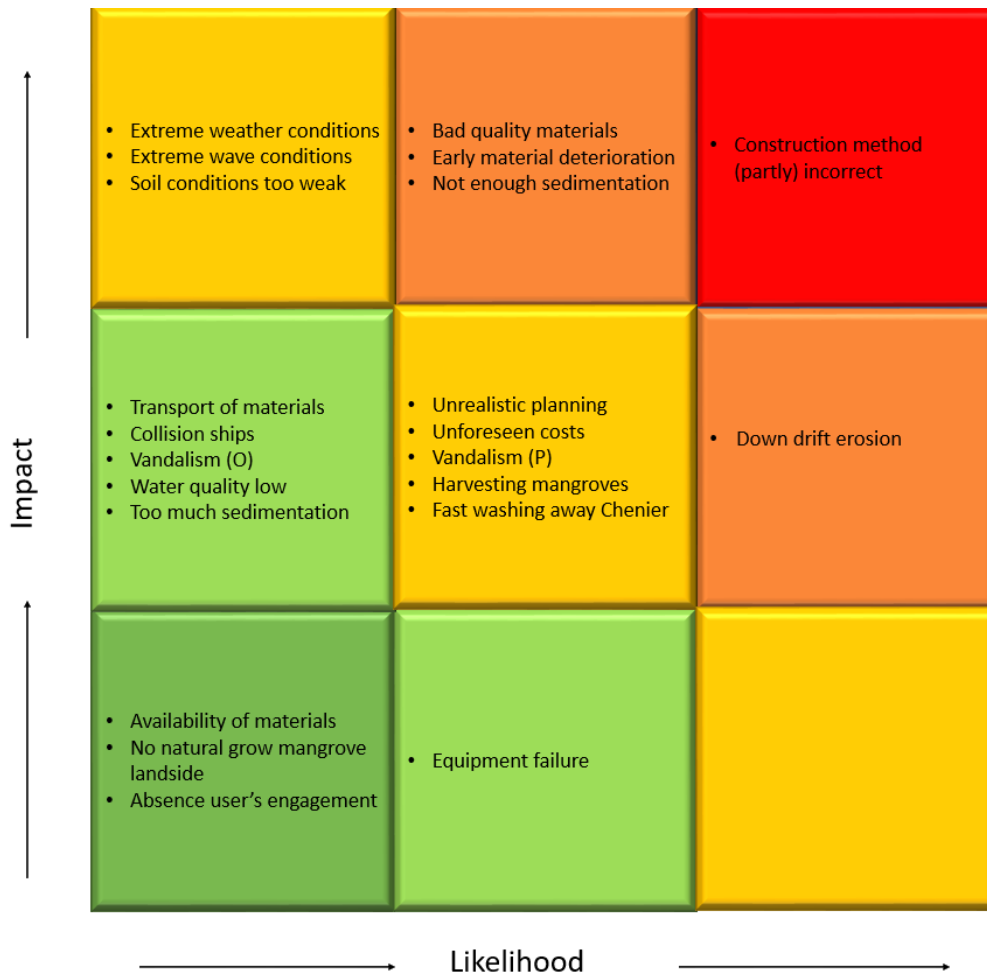 • Extreme weather conditions
• Extreme wave conditions
• Soil conditions too weak
• Bad quality materials
• Early material deterioration
• Not enough sedimentation
• Construction method
(partly) incorrect
Impact
• Transport of materials
• Collision ships
• Vandalism (O)
• Water quality low
• Too much sedimentation
• Unrealistic planning
• Unforeseen costs
• Vandalism (P)
• Harvesting mangroves
• Fast washing away Chenier
• Down drift erosion
• Availability of materials
• No natural grow mangrove
landside
• Absence user’s engagement
• Equipment failure
Likelihood